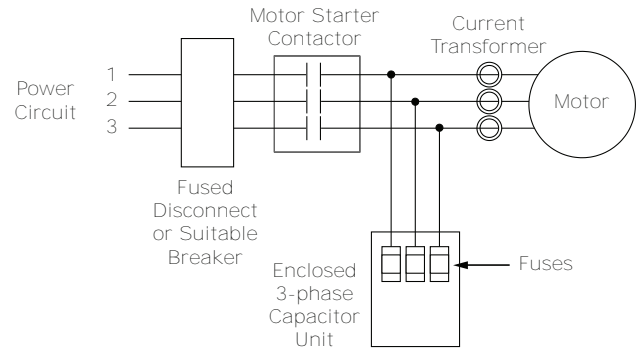 Motor Starter
Contactor
Current
Transformer
Power
Circuit
1
2
3
Motor
Fused
Disconnect
or Suitable
Breaker
Enclosed
3-phase
Capacitor
Unit
Fuses